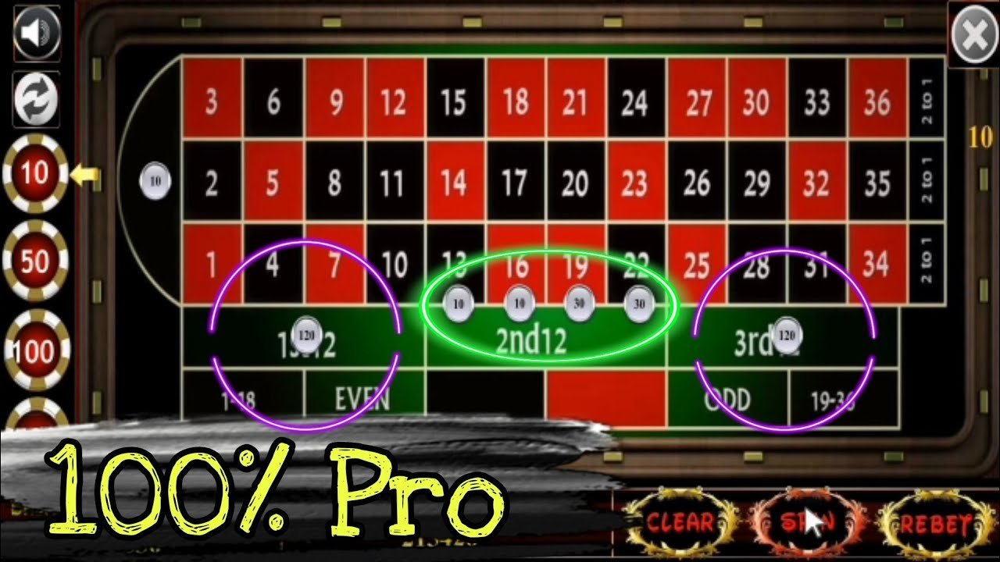 3 6 9 12 15 18 21 24 27 30 33 36 2 to 1
10
10
10
2 5 8 11 14 17 20 23 26 29 32 35 2 to 1
50
1 4 7 10 13 16 19 22 25 28 31 34 2 to 1
10 10 30 30
100
120 2nd12 120
1-18 EVEN ODD 19-36
100% Pro
CLEAR SPIN REBET